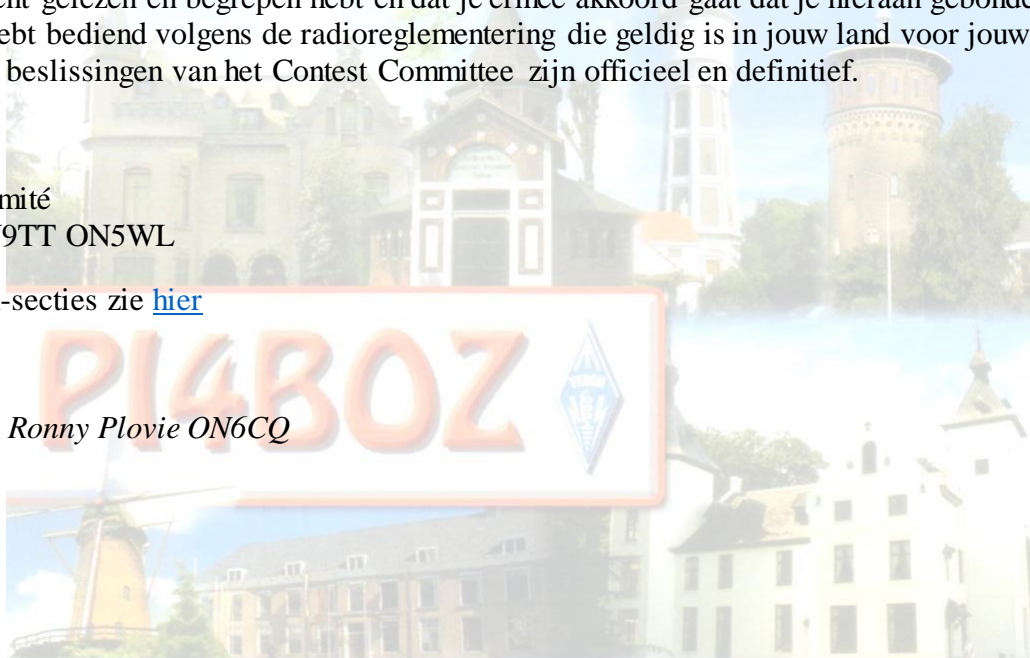 gelezen en begrepen hebt en dat je ermee akkoord gaat dat je hieraan
bediend volgens de radioreglementering die geldig is in jouw land voor jouw
beslissingen van het Contest Committee zijn officieel en definitief.
mité
9TT ON5WL
-secties zie hier
PI4BOZ
Ronny Plovie ON6CQ